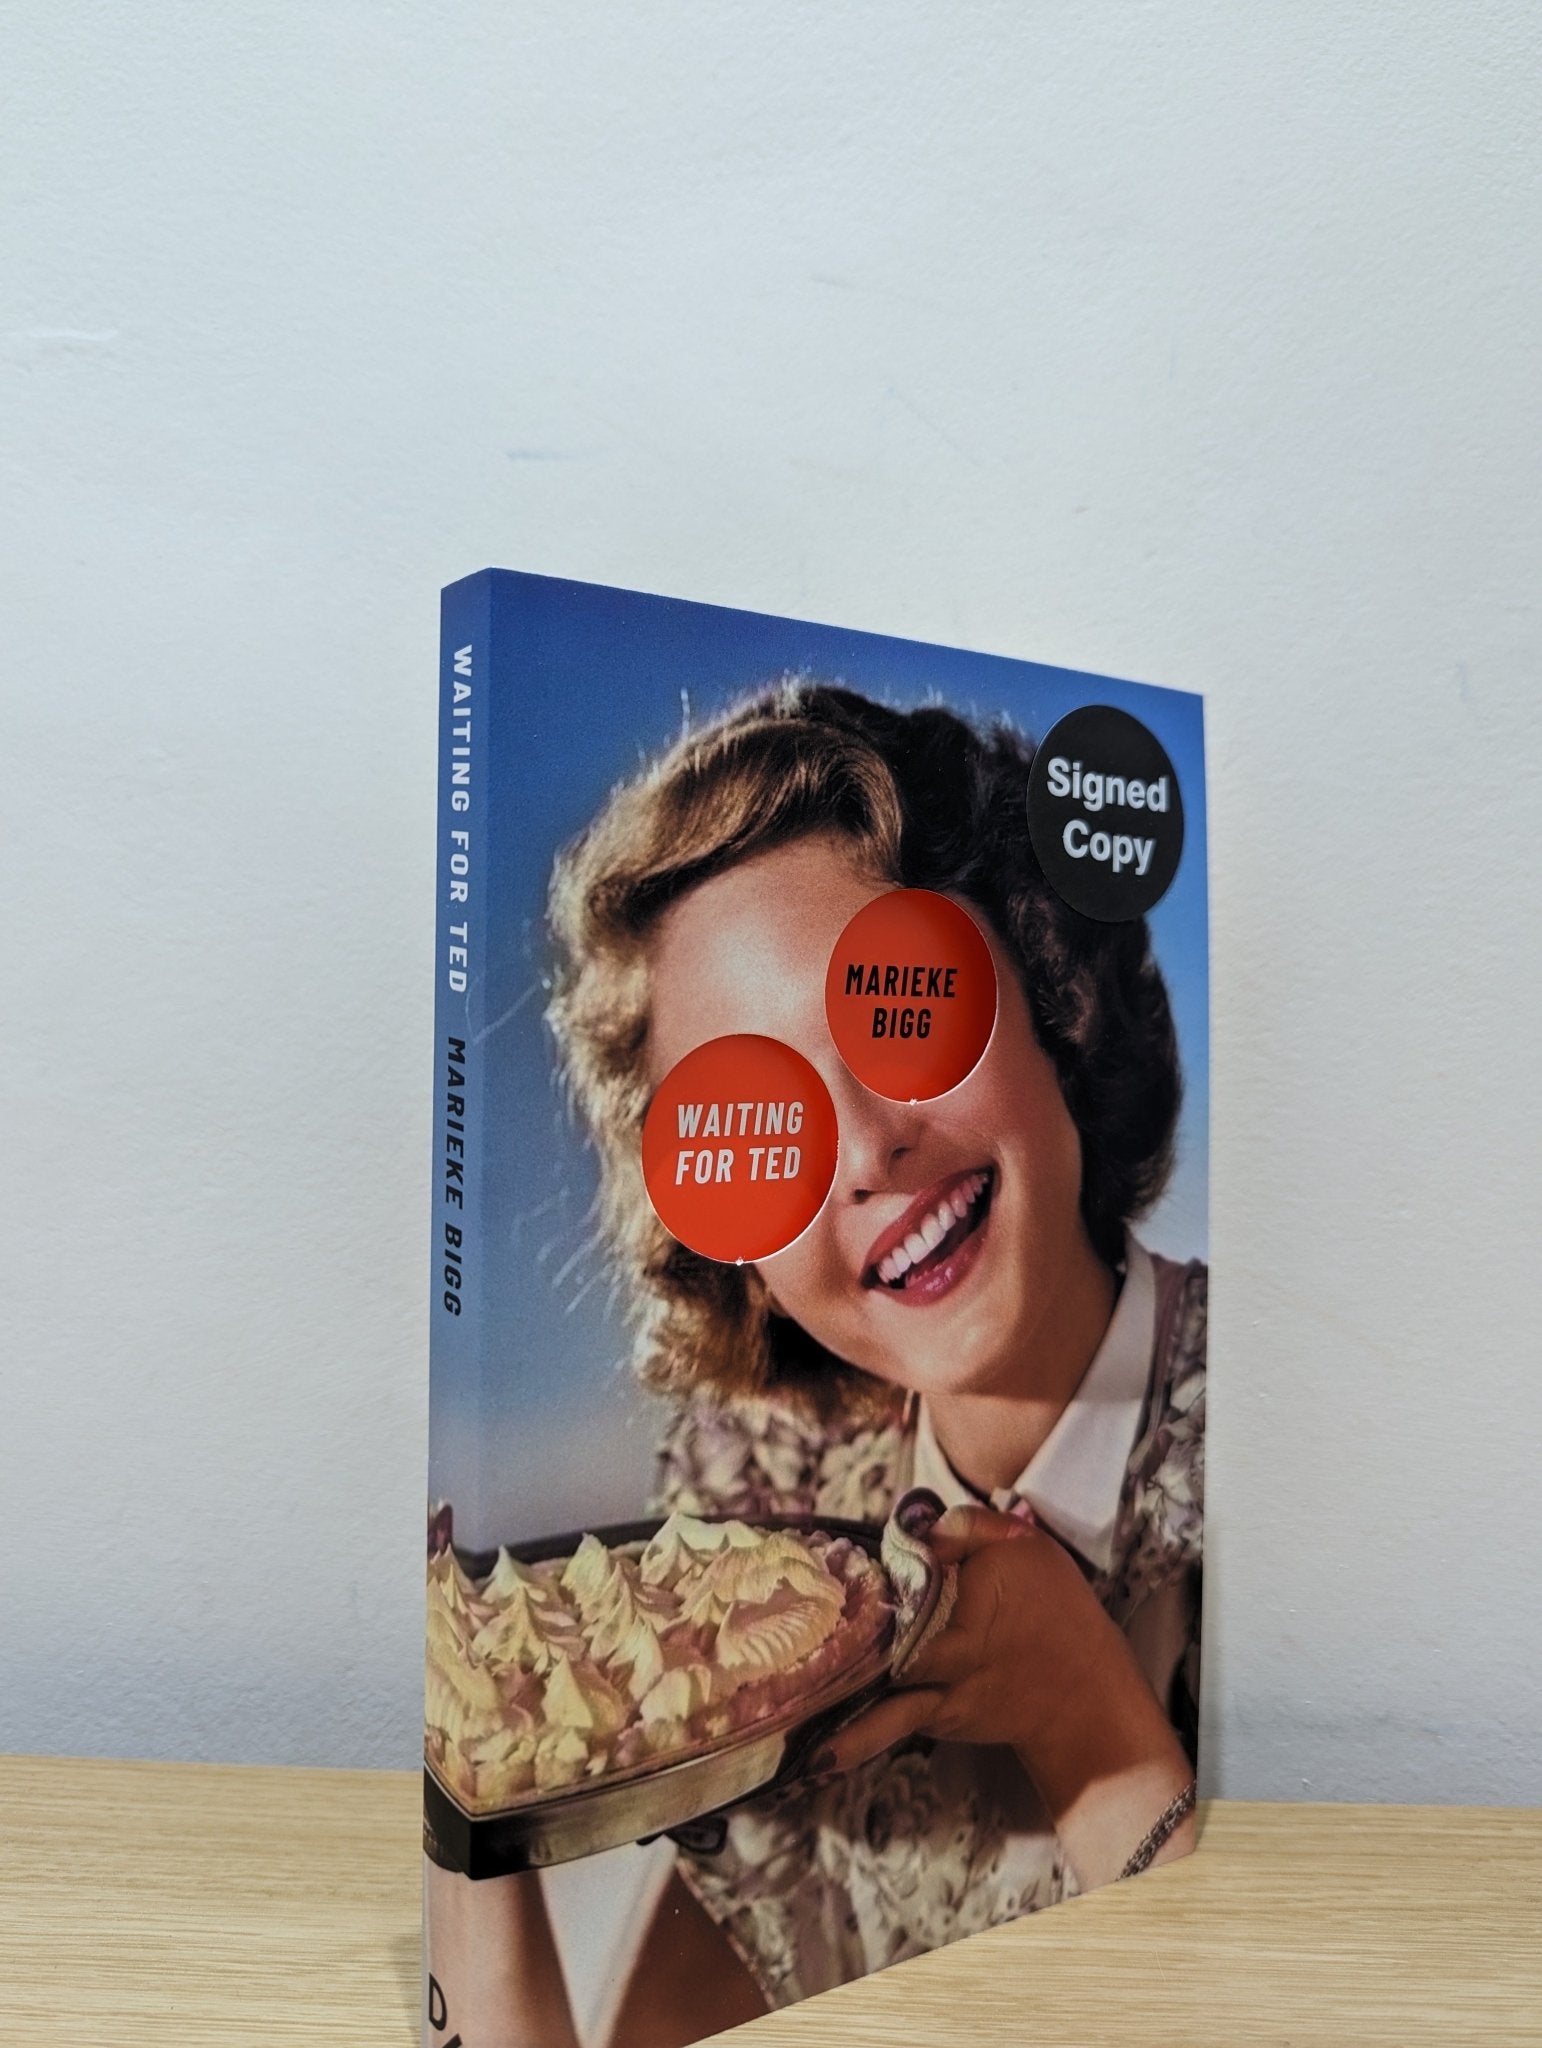 WAITING FOR TED MARIEKE BIGG
Signed
Copy
MARIEKE
BIGG
WAITING
FOR TED